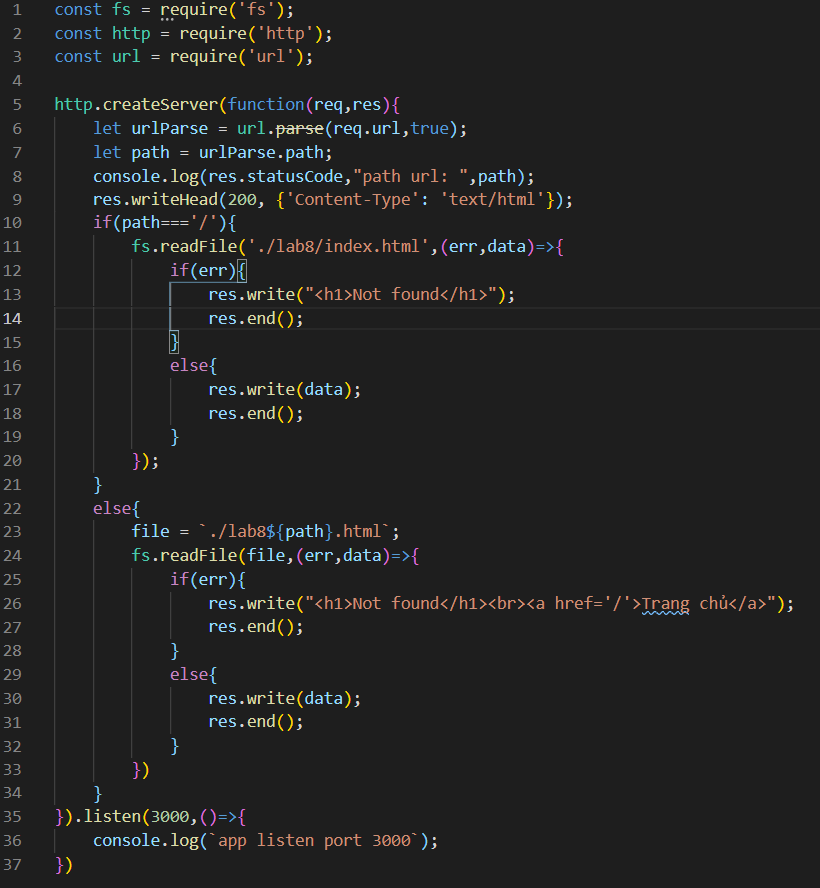 1 const fs = require('fs');
2 const http = require('http');
3 const url = require('url');
4
5 http.createServer(function(req,res){
6     let urlParse = url.parse(req.url,true);
7     let path = urlParse.path;
8     console.log(res.statusCode,"path url: ",path);
9     res.writeHead(200, {'Content-Type': 'text/html'});
10     if(path==='/'){
11         fs.readFile('./lab8/index.html',(err,data)=>{
12             if(err){
13                 res.write("<h1>Not found</h1>");
14                 res.end();
15             }
16             else{
17                 res.write(data);
18                 res.end();
19             }
20         });
21     }
22     else{
23         file = `./lab8${path}.html`;
24         fs.readFile(file,(err,data)=>{
25             if(err){
26                 res.write("<h1>Not found</h1><br><a href='/'>Trang chủ</a>");
27                 res.end();
28             }
29             else{
30                 res.write(data);
31                 res.end();
32             }
33         })
34     }
35 }).listen(3000,()=>{
36     console.log(`app listen port 3000`);
37 })